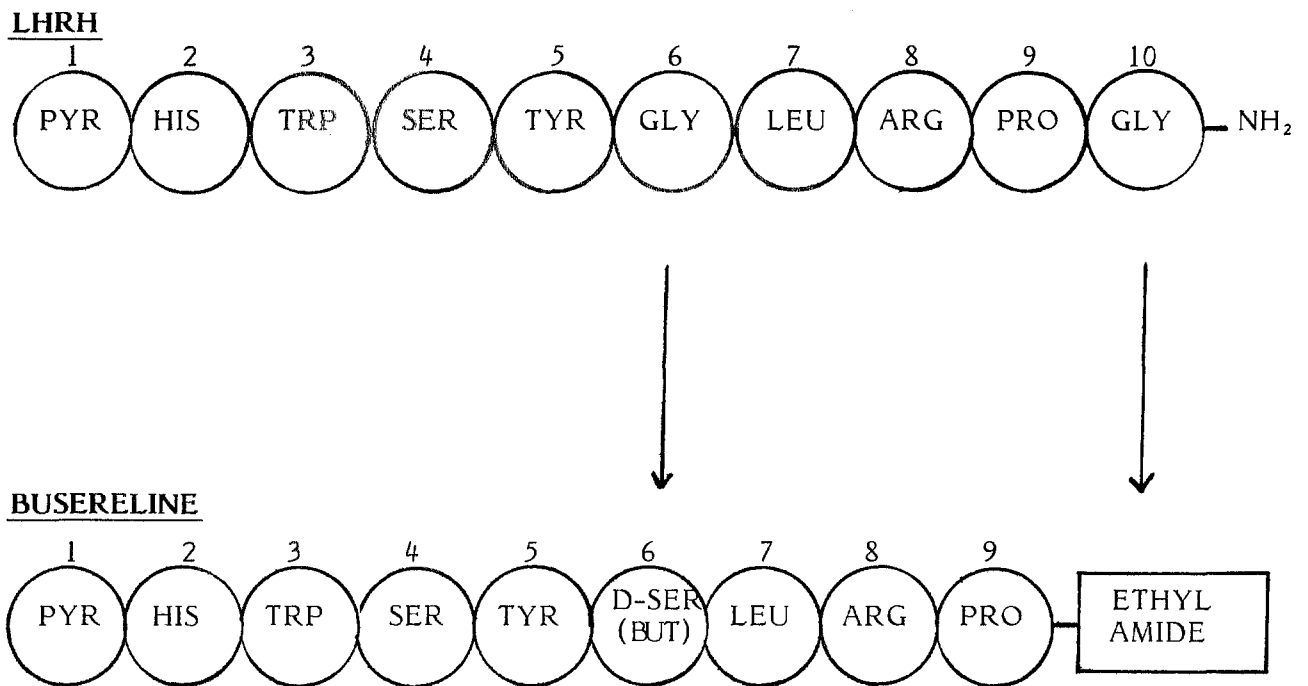 LHRH
1 2 3 4 5 6 7 8 9 10
PYR HIS TRP SER TYR GLY LEU ARG PRO GLY NH₂
BUSERELINE
1 2 3 4 5 6 7 8 9
PYR HIS TRP SER TYR D-SER (BUT) LEU ARG PRO ETHYL AMIDE